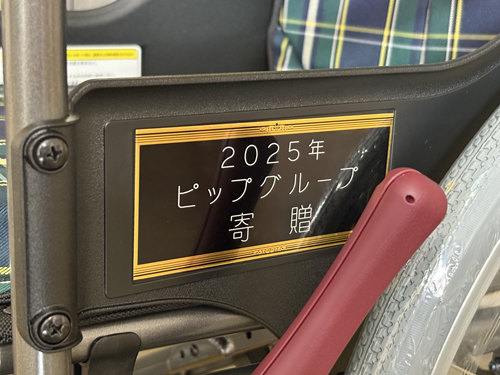 ２０２５年
ピップグループ
寄 贈